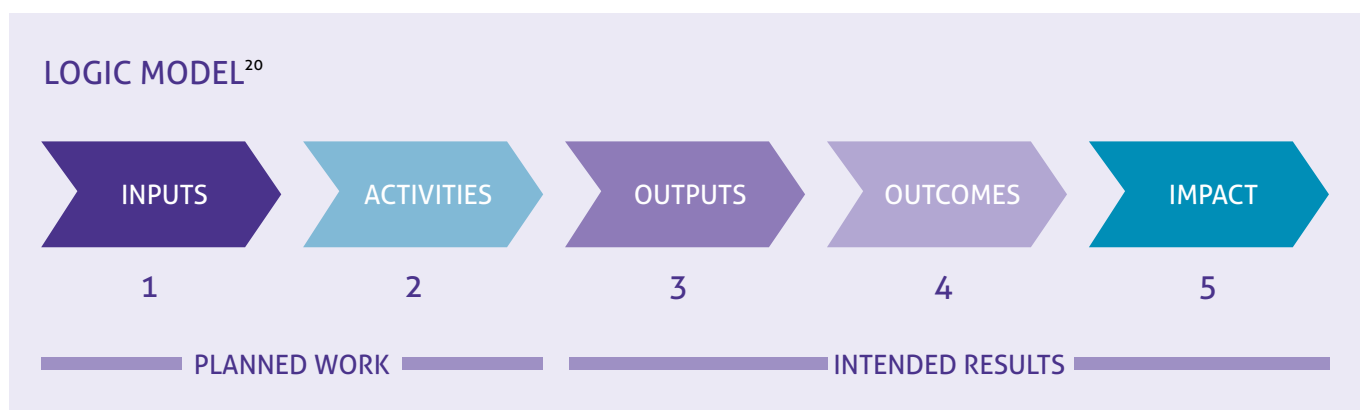 LOGIC MODEL20
INPUTS ACTIVITIES OUTPUTS OUTCOMES IMPACT
1 2 3 4 5
PLANNED WORK INTENDED RESULTS